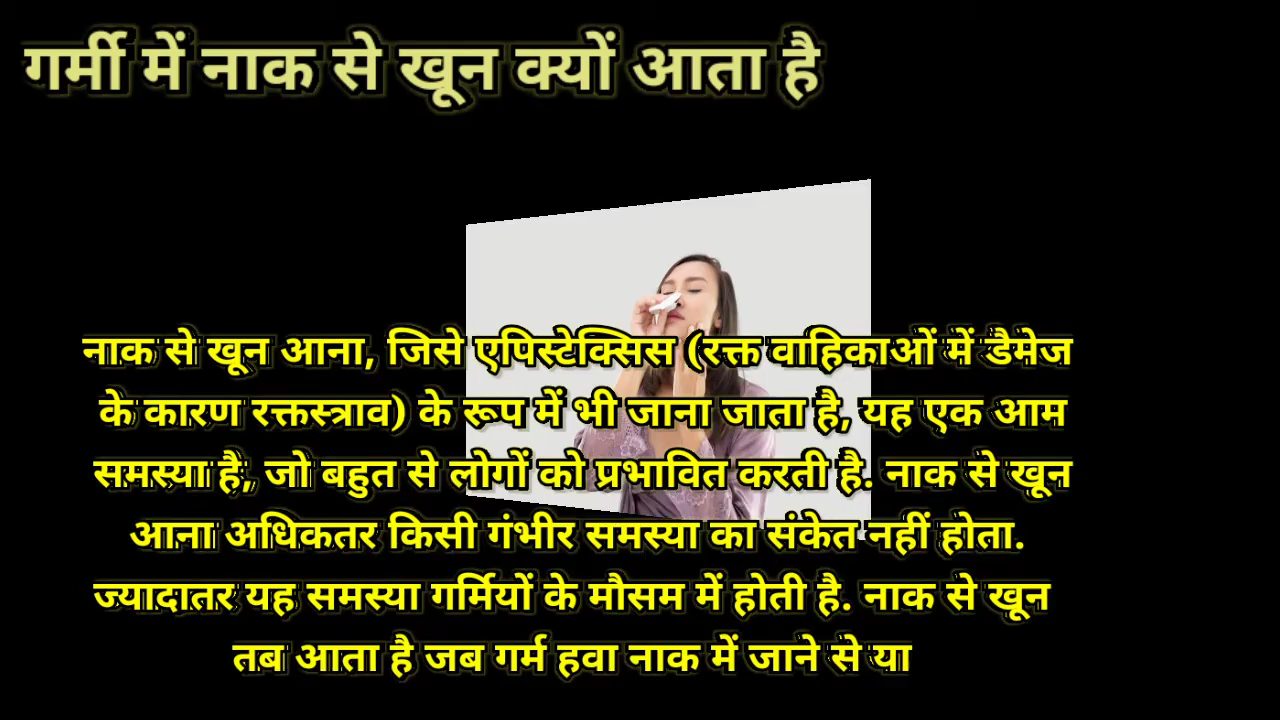 गर्मी में नाक से खून क्यों आता है
नाक से खून आना, जिसे एपिस्टेक्सिस (रक्त वाहिकाओं में डैमेज
के कारण रक्तस्त्राव) के रूप में भी जाना जाता है, यह एक आम
समस्या है, जो बहुत से लोगों को प्रभावित करती है. नाक से खून
आना अधिकतर किसी गंभीर समस्या का संकेत नहीं होता.
ज्यादातर यह समस्या गर्मियों के मौसम में होती है. नाक से खून
तब आता है जब गर्म हवा नाक में जाने से या